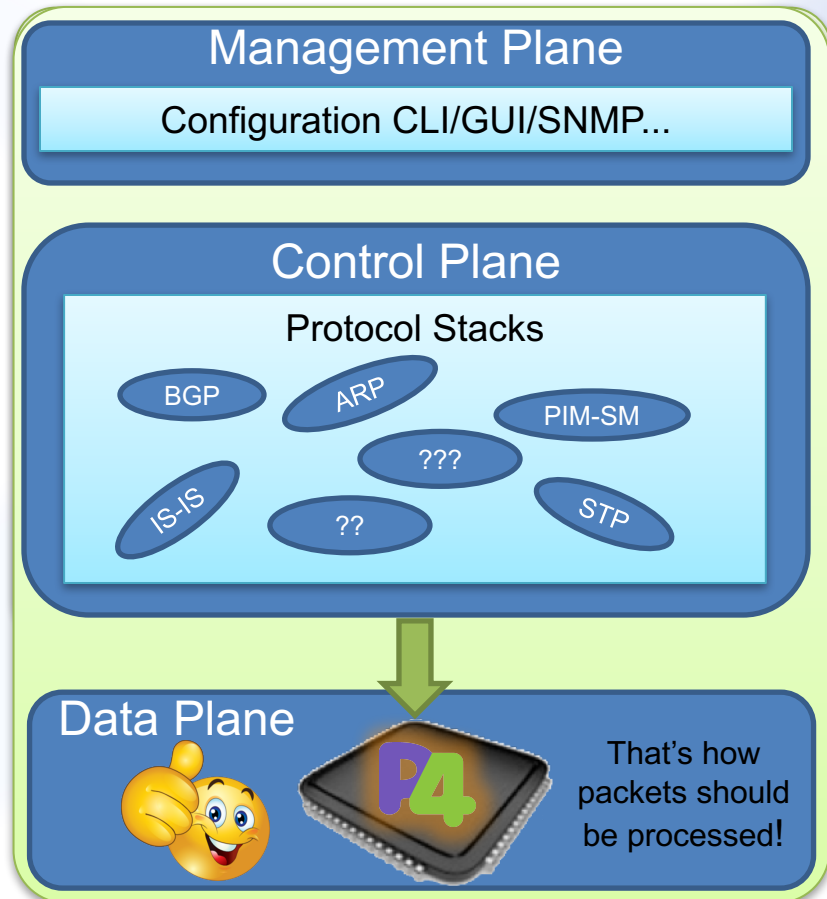 Management Plane
Configuration CLI/GUI/SNMP...
Control Plane
Protocol Stacks
BGP
ARP
PIM-SM
???
IS-IS
??
STP
Data Plane
P4
That’s how
packets should
be processed!